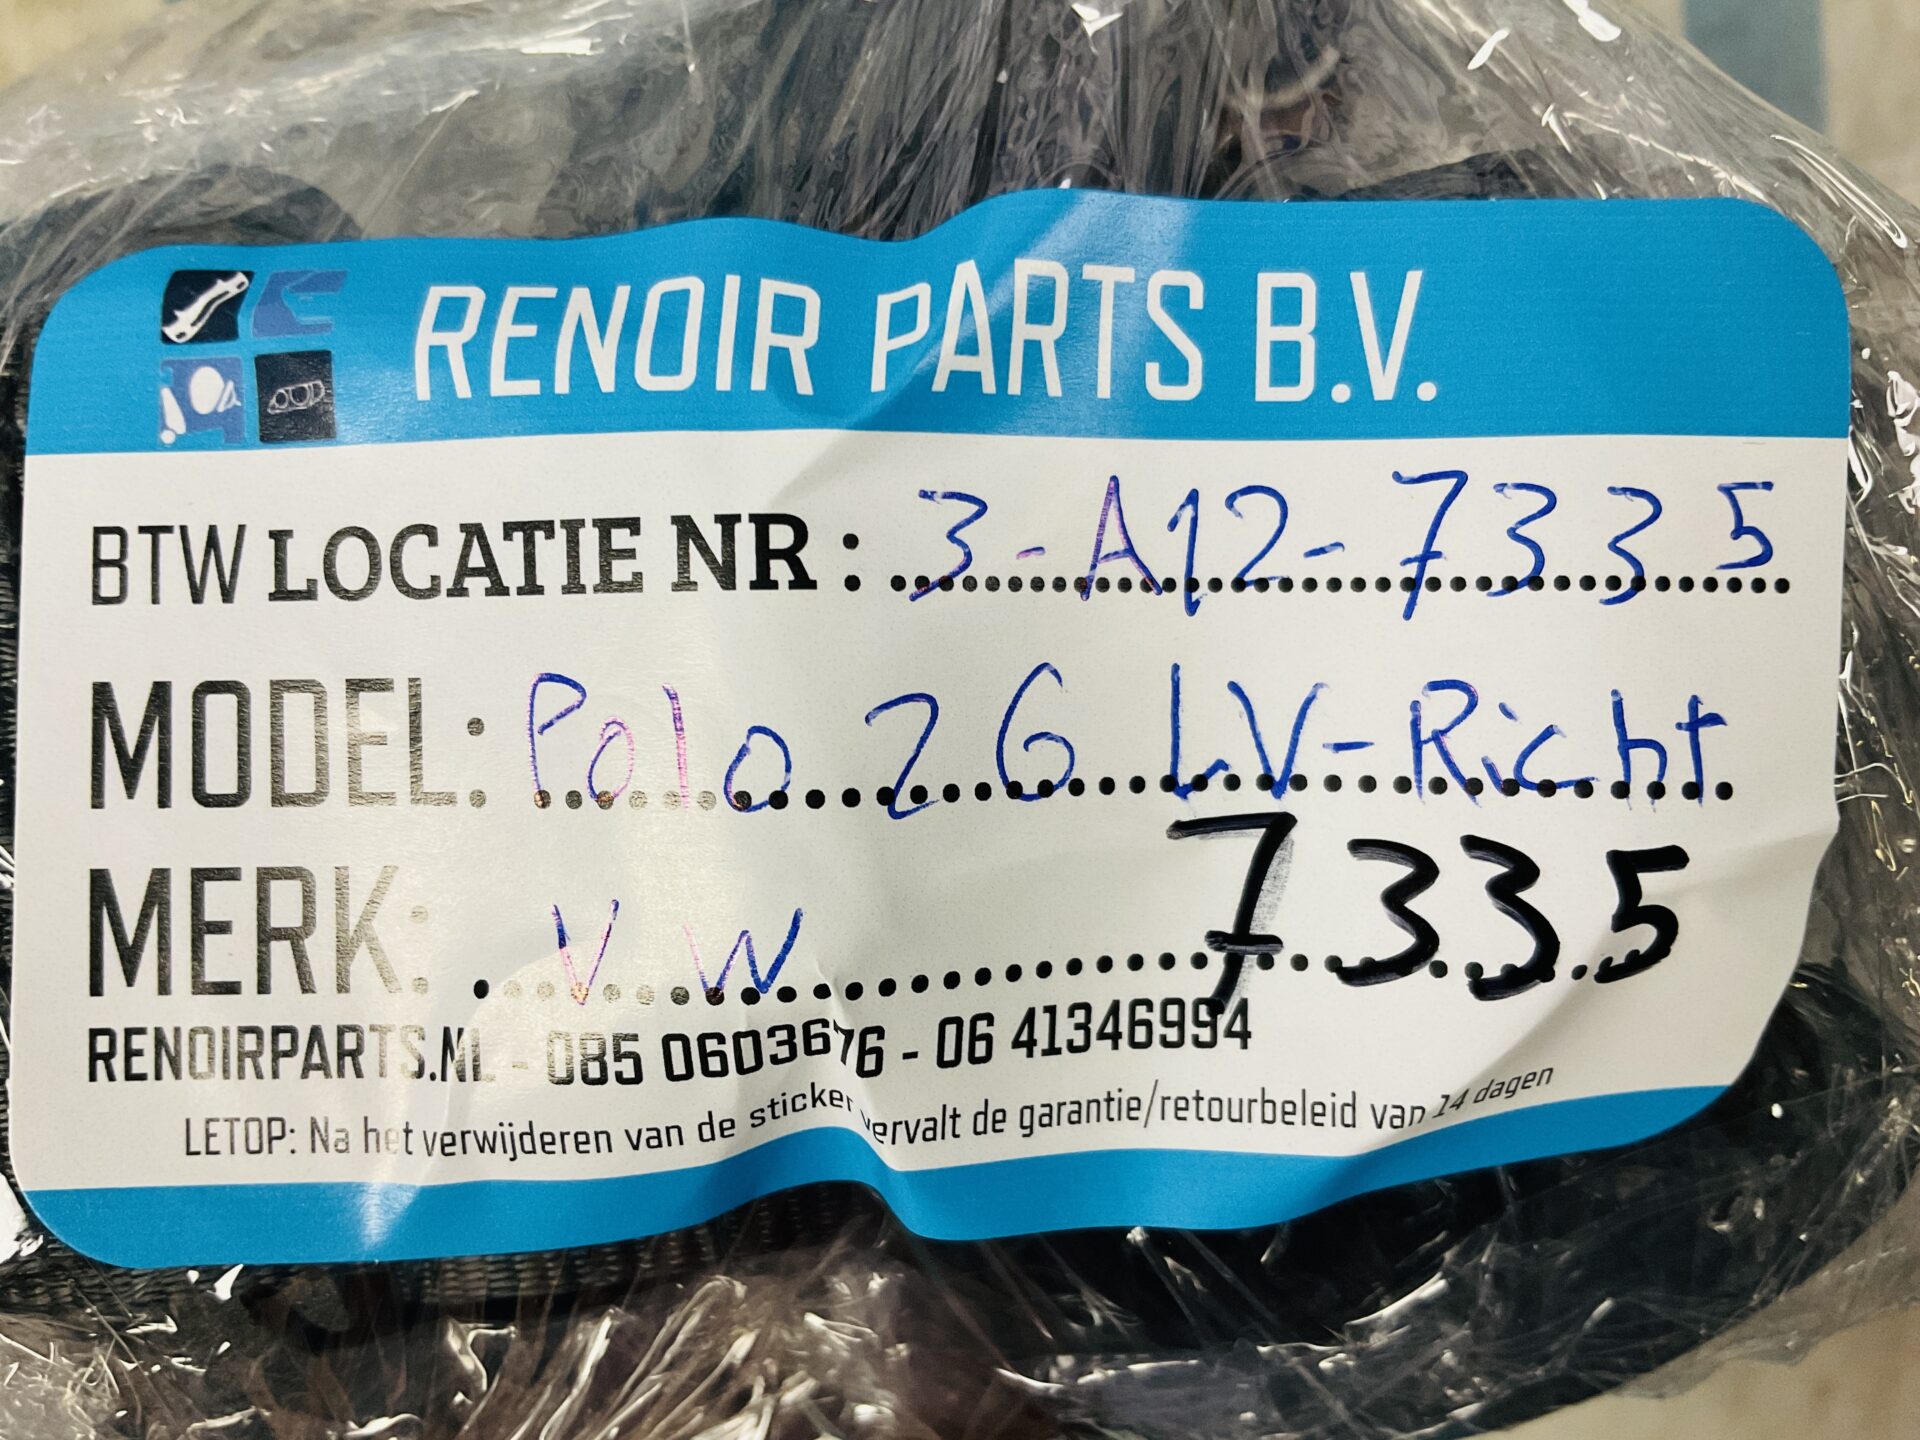 RENOIR PARTS B.V.
BTW LOCATIE NR: 3-A12-7335
MODEL: Polo 2G LV-Richt
7335
MERK: VW
RENOIRPARTS.NL - 085 0603676 - 06 41346994
LETOP: Na het verwijderen van de sticker vervalt de garantie/retourbeleid van 14 dagen